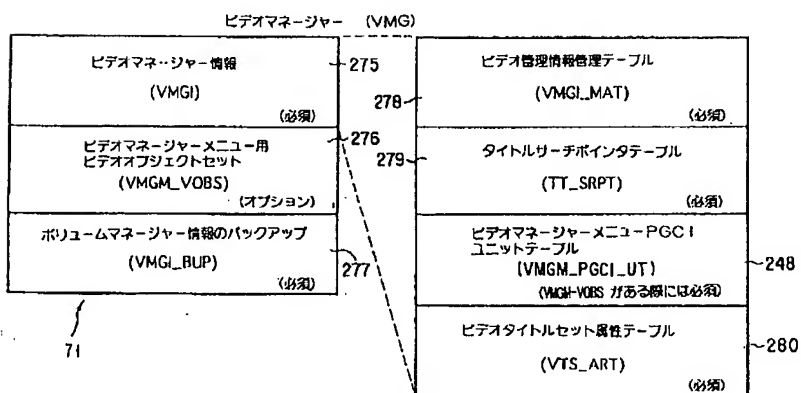 ビデオマネージャー (VMG)
ビデオマネージャー情報
(VMGI)
(必須)
275
ビデオマネージャーメニュー用
ビデオオブジェクトセット
(VMGM_VOBS)
(オプション)
276
ボリュームマネージャー情報のバックアップ
(VMGI_BUP)
(必須)
277
71
ビデオ管理情報管理テーブル
(VMGI_MAT)
(必須)
278
タイトルサーチポインタテーブル
(TT_SRPT)
(必須)
279
ビデオマネージャーメニューPGCI
ユニットテーブル
(VMGM_PGCI_UT)
(VMGM-VOBS がある際には必須)
248
ビデオタイトルセット属性テーブル
(VTS_ART)
(必須)
280